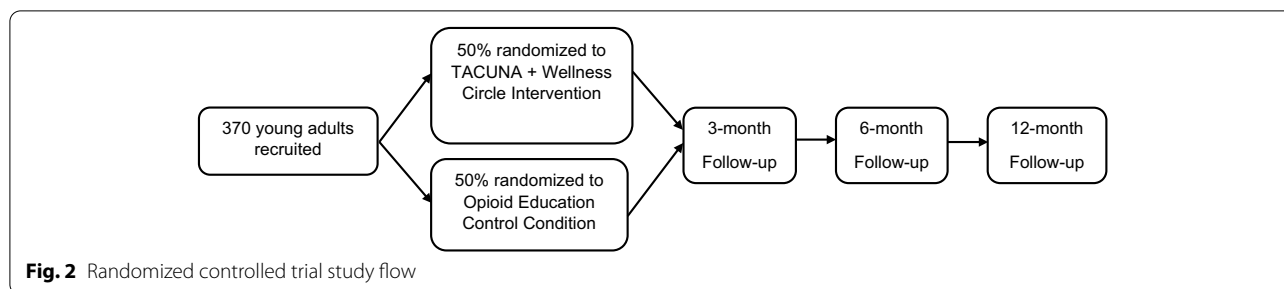 370 young adults
recruited
50% randomized to
TACUNA + Wellness
Circle Intervention
50% randomized to
Opioid Education
Control Condition
3-month
Follow-up
6-month
Follow-up
12-month
Follow-up
Fig. 2 Randomized controlled trial study flow